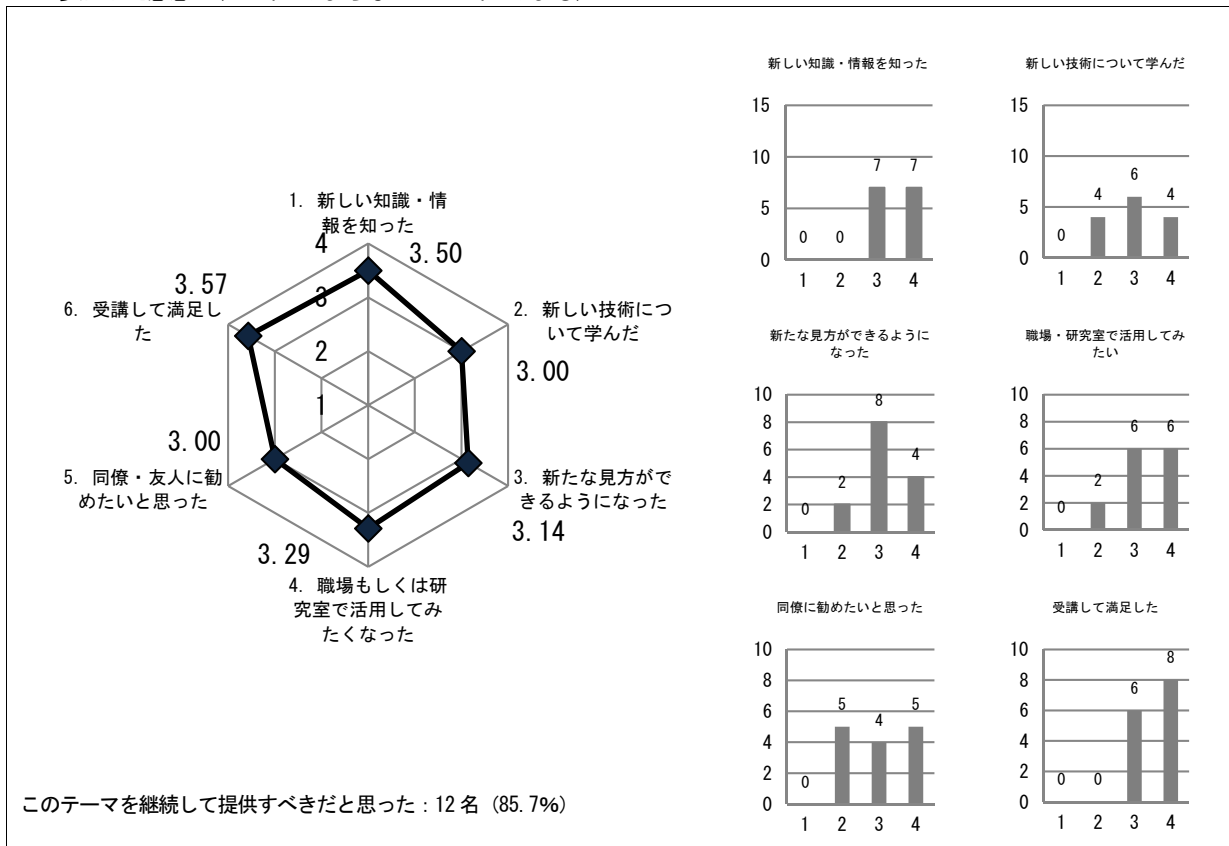 1. 新しい知識・情
報を知った
4
3.50
3.57
6. 受講して満足し
た
3
2. 新しい技術につ
いて学んだ
2
3.00
1
3.00
5. 同僚・友人に勧
めたいと思った
3. 新たな見方がで
きるようになった
3.14
3.29
4. 職場もしくは研
究室で活用してみ
たくなった
このテーマを継続して提供すべきだと思った：12名（85.7%）
新しい知識・情報を知った
15
10
5
0
0 0 7 7
1 2 3 4
新しい技術について学んだ
15
10
5
0
0 4 6 4
1 2 3 4
新たな見方ができるように
なった
10
8
6
4
2
0
0 2 8 4
1 2 3 4
職場・研究室で活用してみ
たい
10
8
6
4
2
0
0 2 6 6
1 2 3 4
同僚に勧めたいと思った
10
8
6
4
2
0
0 5 4 5
1 2 3 4
受講して満足した
10
8
6
4
2
0
0 0 6 8
1 2 3 4